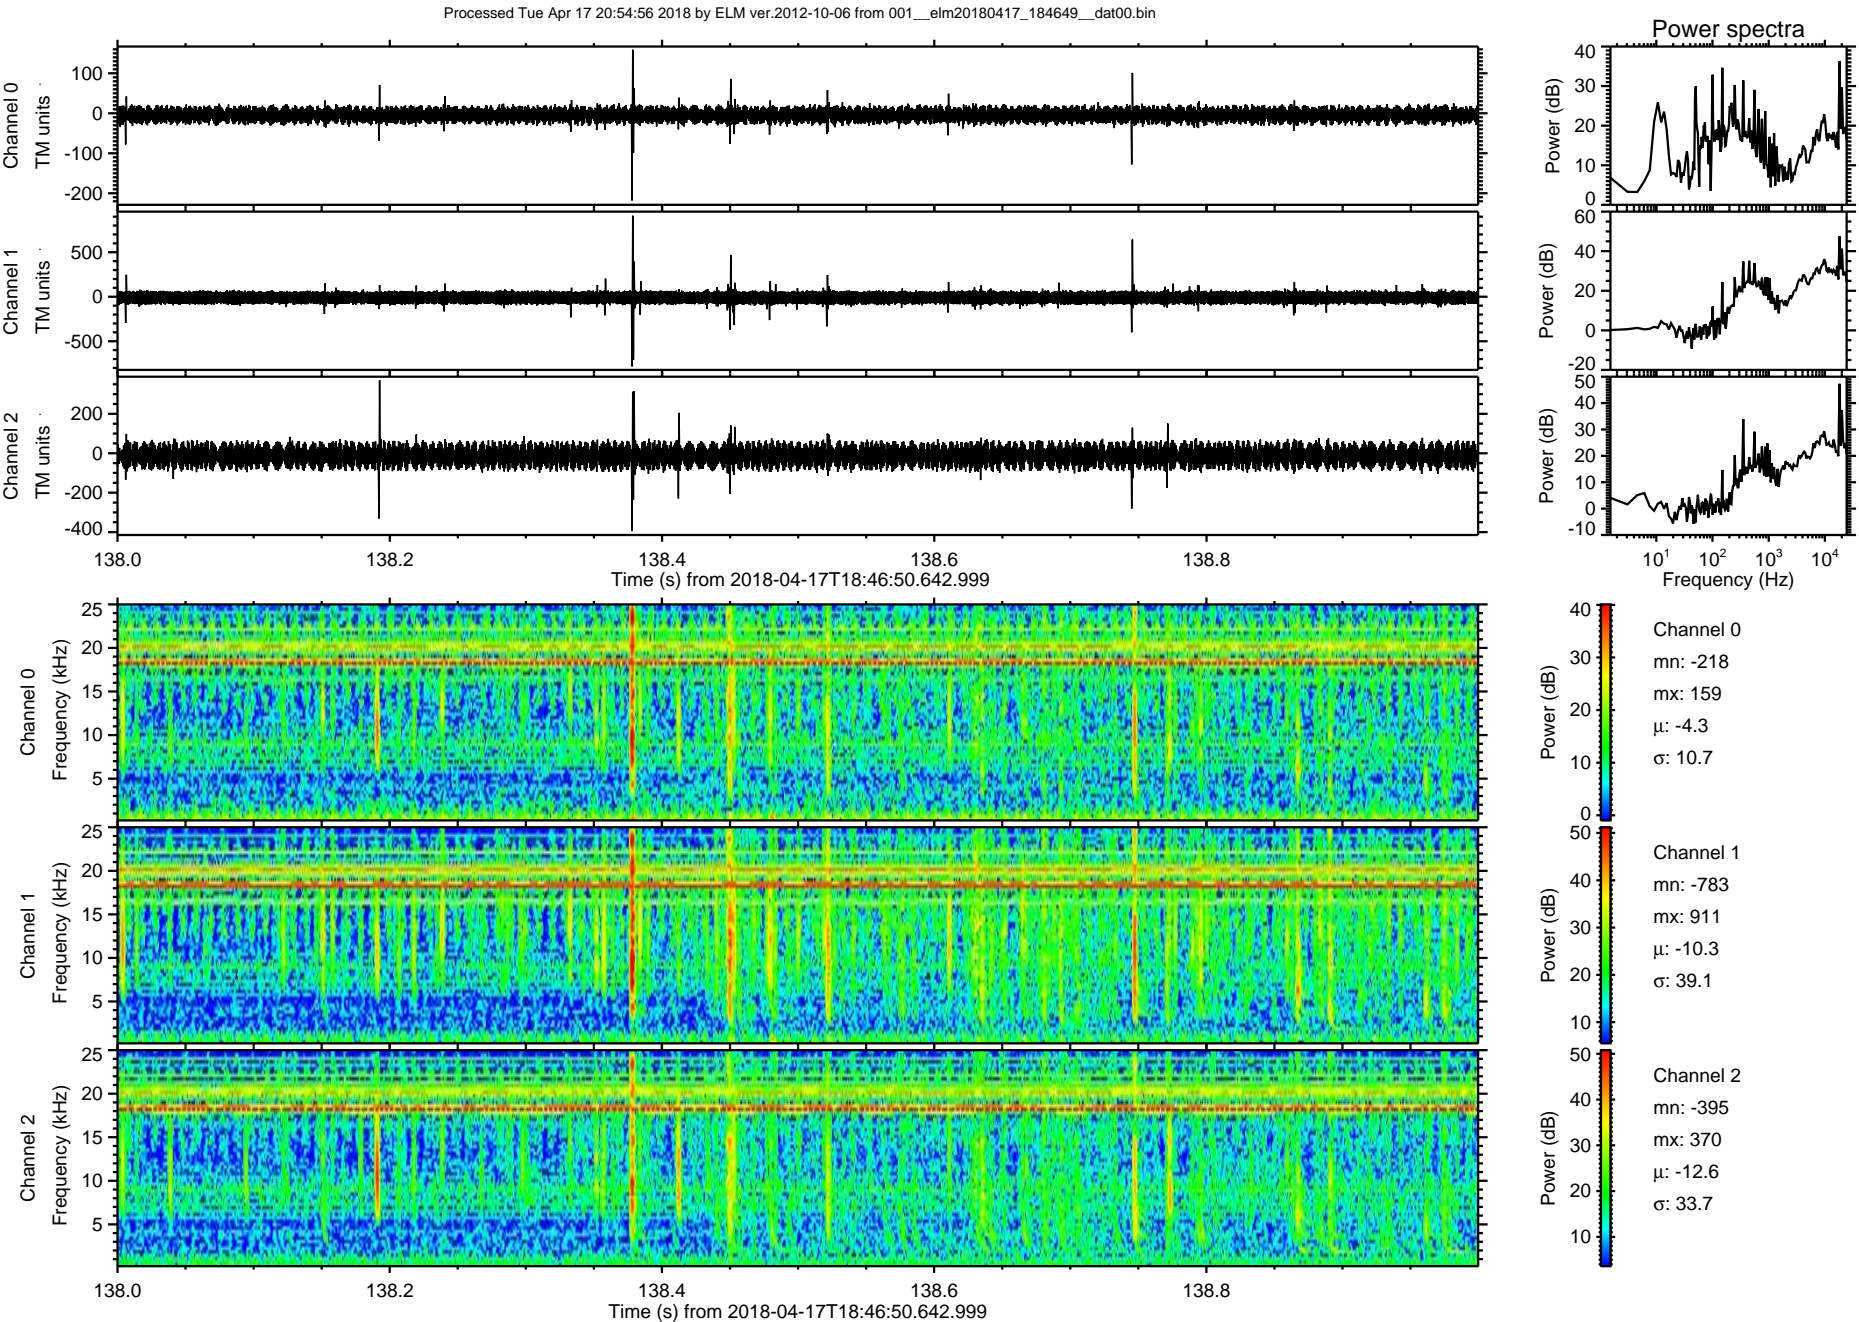 Processed Tue Apr 17 20:54:56 2018 by ELM ver.2012-10-06 from 001__elm20180417_184649__dat00.bin
Power spectra
Channel 0
TM units
100
0
-100
-200
Power (dB)
40
30
20
10
0
Channel 1
TM units
500
0
-500
Power (dB)
60
40
20
0
-20
Channel 2
TM units
200
0
-200
-400
Power (dB)
50
40
30
20
10
0
-10
138.0 138.2 138.4 138.6 138.8
Time (s) from 2018-04-17T18:46:50.642.999
10^1 10^2 10^3 10^4
Frequency (Hz)
Channel 0
Frequency (kHz)
25
20
15
10
5
Power (dB)
40
30
20
10
0
Channel 0
mn: -218
mx: 159
μ: -4.3
σ: 10.7
Channel 1
Frequency (kHz)
25
20
15
10
5
Power (dB)
50
40
30
20
10
Channel 1
mn: -783
mx: 911
μ: -10.3
σ: 39.1
Channel 2
Frequency (kHz)
25
20
15
10
5
Power (dB)
50
40
30
20
10
Channel 2
mn: -395
mx: 370
μ: -12.6
σ: 33.7
138.0 138.2 138.4 138.6 138.8
Time (s) from 2018-04-17T18:46:50.642.999